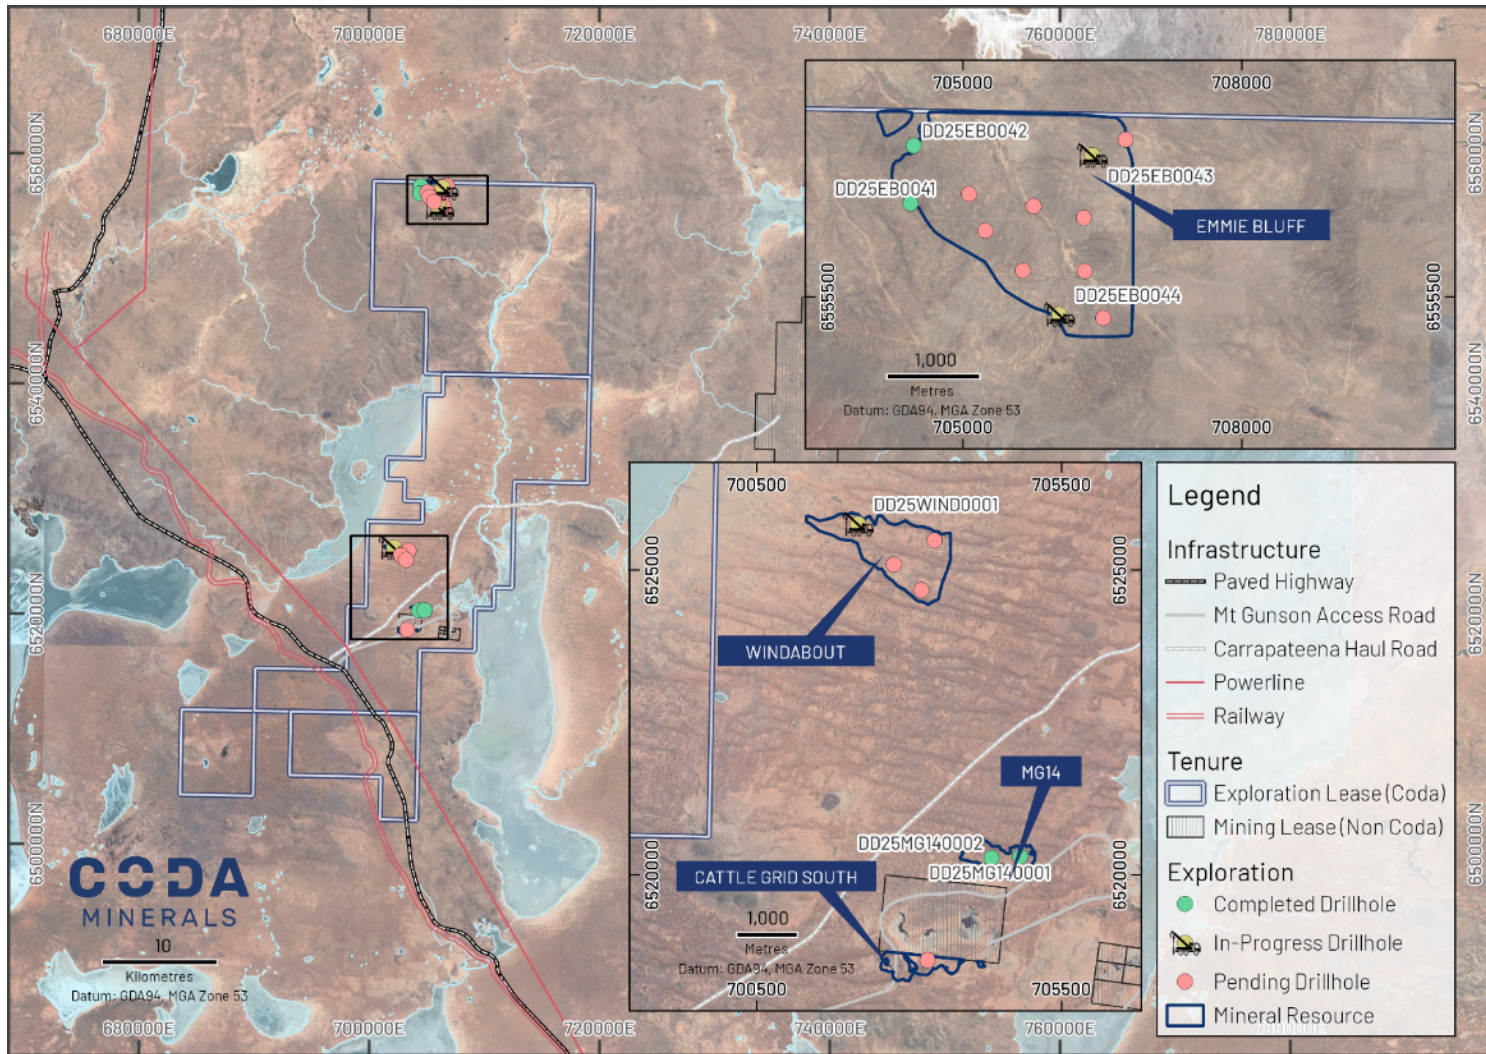 680000E
700000E
720000E
740000E
760000E
780000E
6560000N
6540000N
6520000N
6500000N
6560000N
6540000N
6520000N
6500000N
680000E
700000E
720000E
740000E
760000E
780000E
705000
708000
DD25EB0042
DD25EB0043
DD25EB0041
EMMIE BLUFF
DD25EB0044
6555500
6555500
1,000
Metres
Datum: GDA94, MGA Zone 53
705000
708000
700500
705500
DD25WIND0001
6525000
6525000
WINDABOUT
MG14
DD25MG140002
DD25MG140001
CATTLE GRID SOUTH
6520000
6520000
1,000
Metres
Datum: GDA94, MGA Zone 53
700500
705500
CODA
MINERALS
10
Kilometres
Datum: GDA94, MGA Zone 53
Legend
Infrastructure
Paved Highway
Mt Gunson Access Road
Carrapateena Haul Road
Powerline
Railway
Tenure
Exploration Lease (Coda)
Mining Lease (Non Coda)
Exploration
Completed Drillhole
In-Progress Drillhole
Pending Drillhole
Mineral Resource